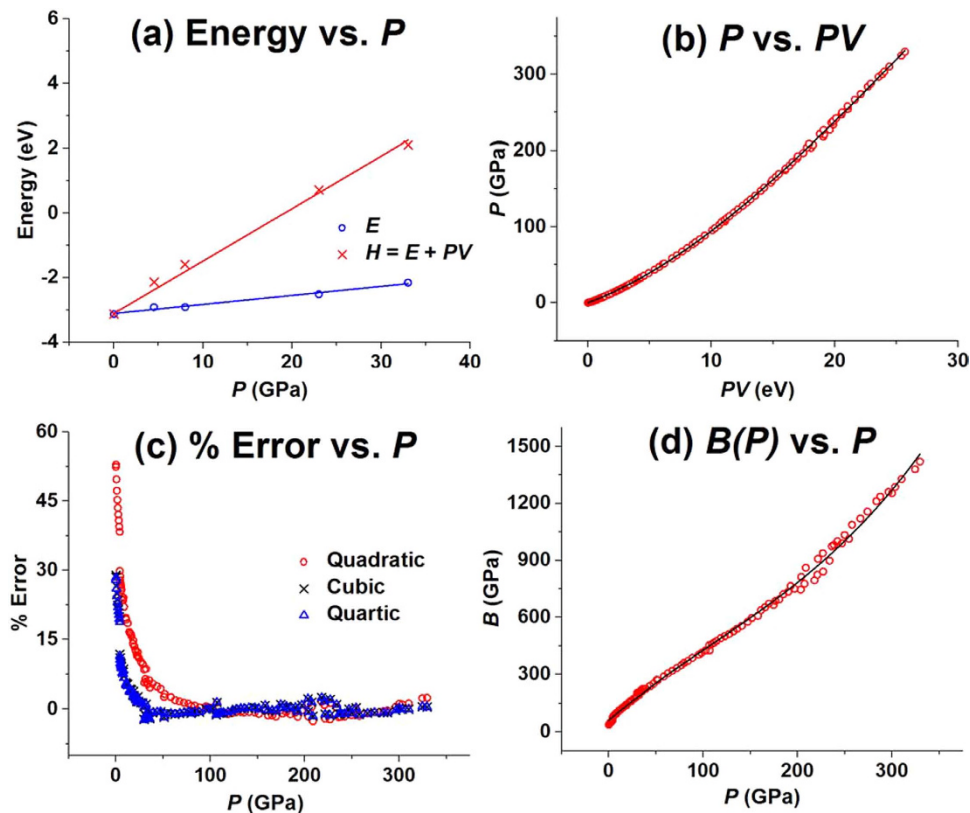 (a) Energy vs. P
6
4
2
0
-2
-4
Energy (eV)
E
H = E + PV
0 10 20 30
P (GPa)
(b) P vs. PV
300
200
100
0
P (GPa)
0 10 20 30
PV (eV)
(c) % Error vs. P
60
45
30
15
0
% Error
Quadratic
Cubic
Quartic
0 100 200 300
P (GPa)
(d) B(P) vs. P
1500
1200
900
600
300
0
B (GPa)
0 100 200 300
P (GPa)